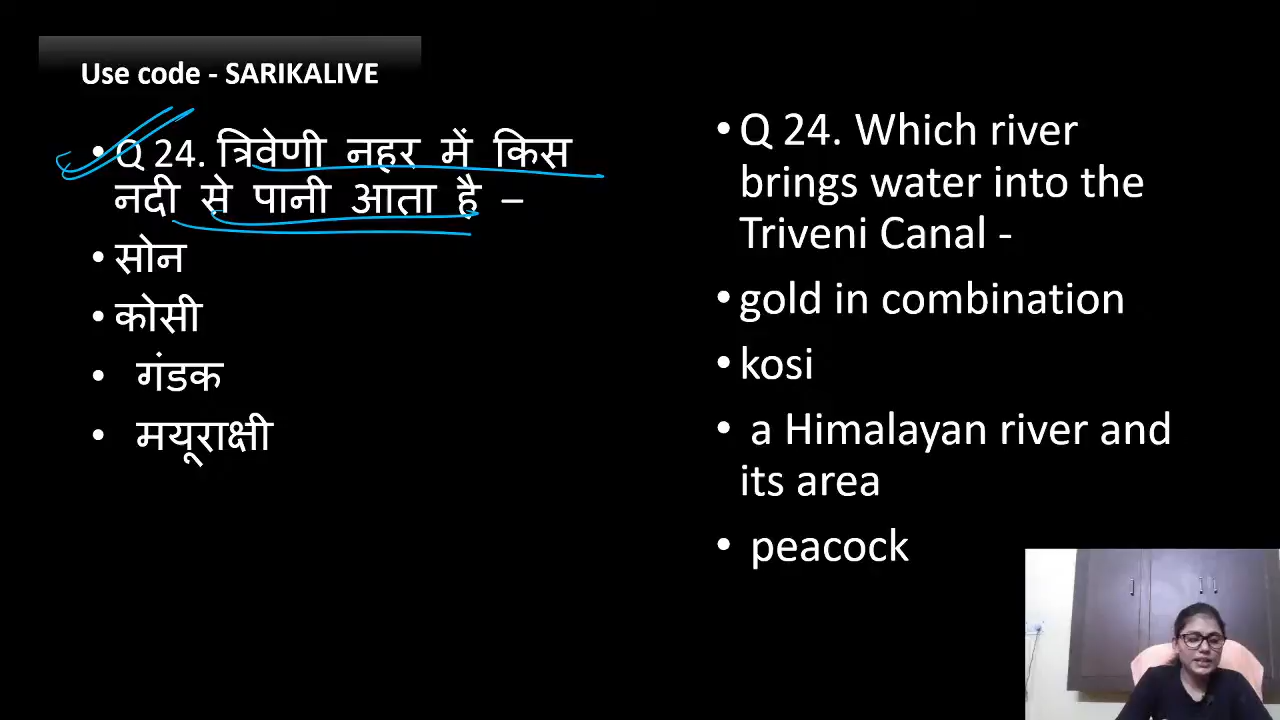 Use code - SARIKALIVE
• Q 24. त्रिवेणी नहर में किस
नदी से पानी आता है –
• सोन
• कोसी
• गंडक
• मयूराक्षी
• Q 24. Which river
brings water into the
Triveni Canal -
• gold in combination
• kosi
• a Himalayan river and
its area
• peacock